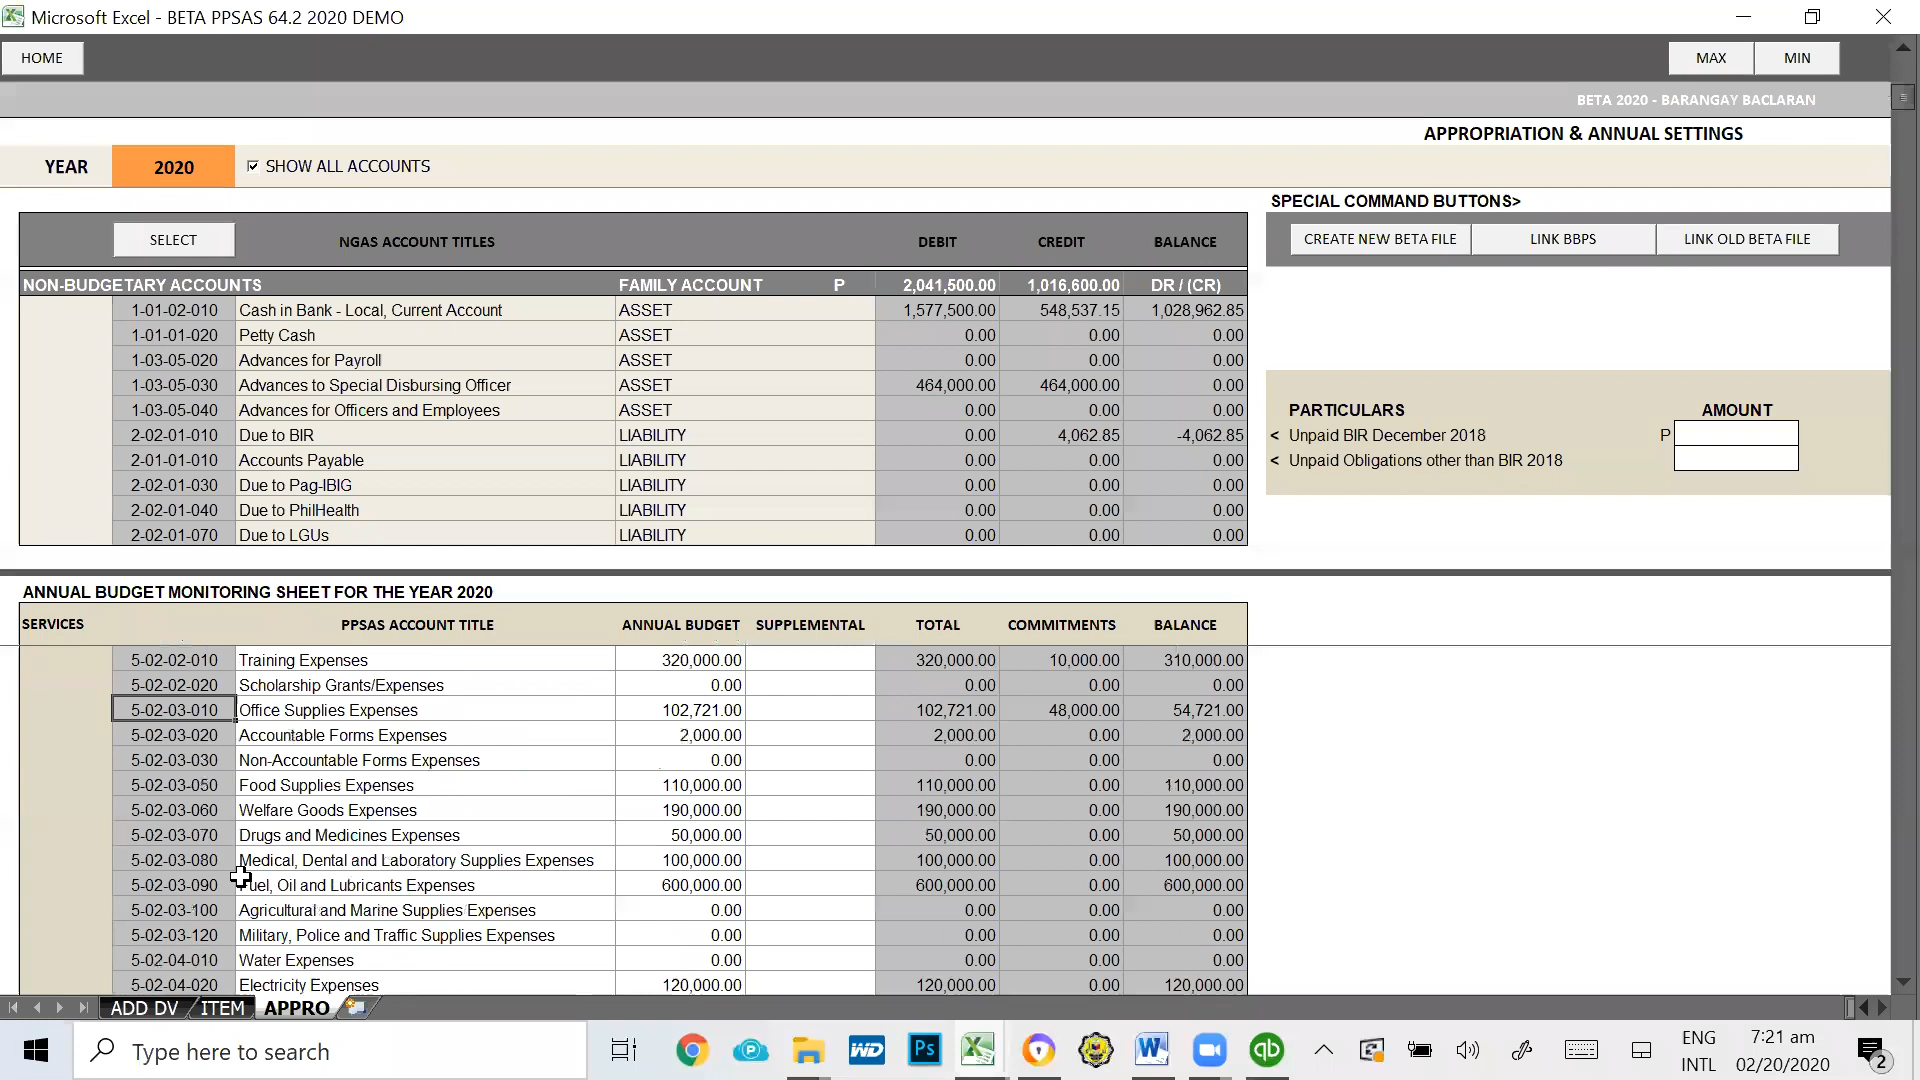 Microsoft Excel - BETA PPSAS 64.2 2020 DEMO
HOME
MAX
MIN
BETA 2020 - BARANGAY BACLARAN
APPROPRIATION & ANNUAL SETTINGS
YEAR 2020 SHOW ALL ACCOUNTS
SPECIAL COMMAND BUTTONS>
SELECT NGAS ACCOUNT TITLES DEBIT CREDIT BALANCE
CREATE NEW BETA FILE LINK BBPS LINK OLD BETA FILE
NON-BUDGETARY ACCOUNTS FAMILY ACCOUNT P 2,041,500.00 1,016,600.00 DR / (CR)
1-01-02-010 Cash in Bank - Local, Current Account ASSET 1,577,500.00 548,537.15 1,028,962.85
1-01-01-020 Petty Cash ASSET 0.00 0.00 0.00
1-03-05-020 Advances for Payroll ASSET 0.00 0.00 0.00
1-03-05-030 Advances to Special Disbursing Officer ASSET 464,000.00 464,000.00 0.00
1-03-05-040 Advances for Officers and Employees ASSET 0.00 0.00 0.00
2-02-01-010 Due to BIR LIABILITY 0.00 4,062.85 -4,062.85
2-01-01-010 Accounts Payable LIABILITY 0.00 0.00 0.00
2-02-01-030 Due to Pag-IBIG LIABILITY 0.00 0.00 0.00
2-02-01-040 Due to PhilHealth LIABILITY 0.00 0.00 0.00
2-02-01-070 Due to LGUs LIABILITY 0.00 0.00 0.00
PARTICULARS AMOUNT
< Unpaid BIR December 2018 P
< Unpaid Obligations other than BIR 2018
ANNUAL BUDGET MONITORING SHEET FOR THE YEAR 2020
SERVICES PPSAS ACCOUNT TITLE ANNUAL BUDGET SUPPLEMENTAL TOTAL COMMITMENTS BALANCE
5-02-02-010 Training Expenses 320,000.00 320,000.00 10,000.00 310,000.00
5-02-02-020 Scholarship Grants/Expenses 0.00 0.00 0.00 0.00
5-02-03-010 Office Supplies Expenses 102,721.00 102,721.00 48,000.00 54,721.00
5-02-03-020 Accountable Forms Expenses 2,000.00 2,000.00 0.00 2,000.00
5-02-03-030 Non-Accountable Forms Expenses 0.00 0.00 0.00 0.00
5-02-03-050 Food Supplies Expenses 110,000.00 110,000.00 0.00 110,000.00
5-02-03-060 Welfare Goods Expenses 190,000.00 190,000.00 0.00 190,000.00
5-02-03-070 Drugs and Medicines Expenses 50,000.00 50,000.00 0.00 50,000.00
5-02-03-080 Medical, Dental and Laboratory Supplies Expenses 100,000.00 100,000.00 0.00 100,000.00
5-02-03-090 Fuel, Oil and Lubricants Expenses 600,000.00 600,000.00 0.00 600,000.00
5-02-03-100 Agricultural and Marine Supplies Expenses 0.00 0.00 0.00 0.00
5-02-03-120 Military, Police and Traffic Supplies Expenses 0.00 0.00 0.00 0.00
5-02-04-010 Water Expenses 0.00 0.00 0.00 0.00
5-02-04-020 Electricity Expenses 120,000.00 120,000.00 0.00 120,000.00
ADD DV ITEM APPRO
Type here to search
WD
Ps
W
qb
ENG
INTL
7:21 am
02/20/2020
2